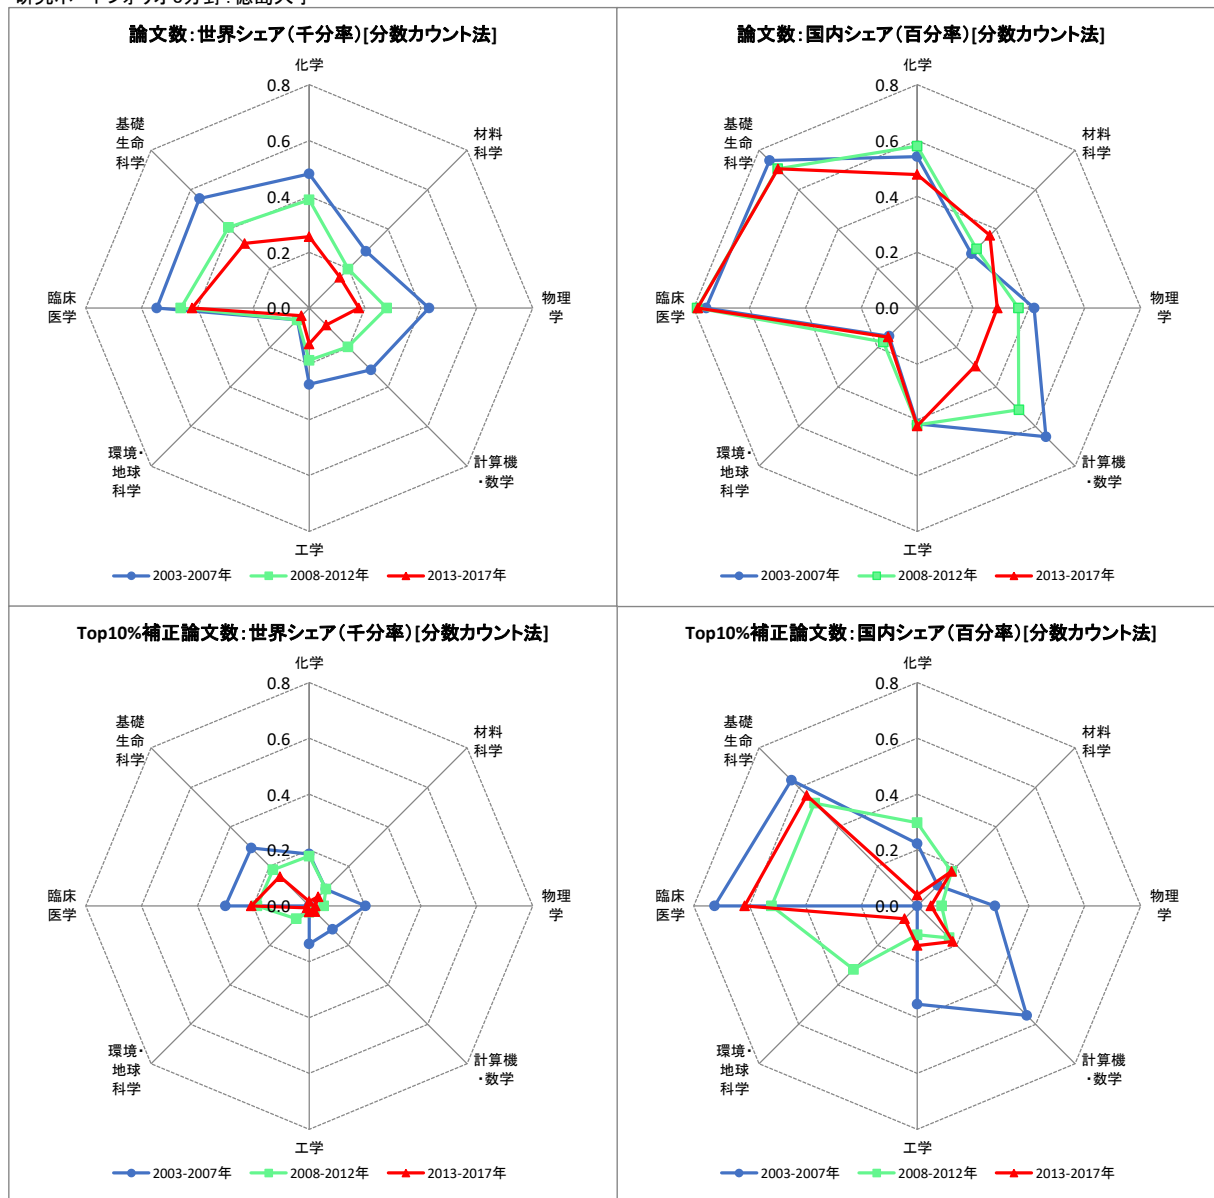 論文数:世界シェア(千分率)[分数カウント法]
化学
0.8
0.6
0.4
0.2
0.0
材料
科学
物理
学
計算機
・数学
工学
環境・
地球
科学
臨床
医学
基礎
生命
科学
2003-2007年 2008-2012年 2013-2017年
論文数:国内シェア(百分率)[分数カウント法]
化学
0.8
0.6
0.4
0.2
0.0
材料
科学
物理
学
計算機
・数学
工学
環境・
地球
科学
臨床
医学
基礎
生命
科学
2003-2007年 2008-2012年 2013-2017年
Top10%補正論文数:世界シェア(千分率)[分数カウント法]
化学
0.8
0.6
0.4
0.2
0.0
材料
科学
物理
学
計算機
・数学
工学
環境・
地球
科学
臨床
医学
基礎
生命
科学
2003-2007年 2008-2012年 2013-2017年
Top10%補正論文数:国内シェア(百分率)[分数カウント法]
化学
0.8
0.6
0.4
0.2
0.0
材料
科学
物理
学
計算機
・数学
工学
環境・
地球
科学
臨床
医学
基礎
生命
科学
2003-2007年 2008-2012年 2013-2017年